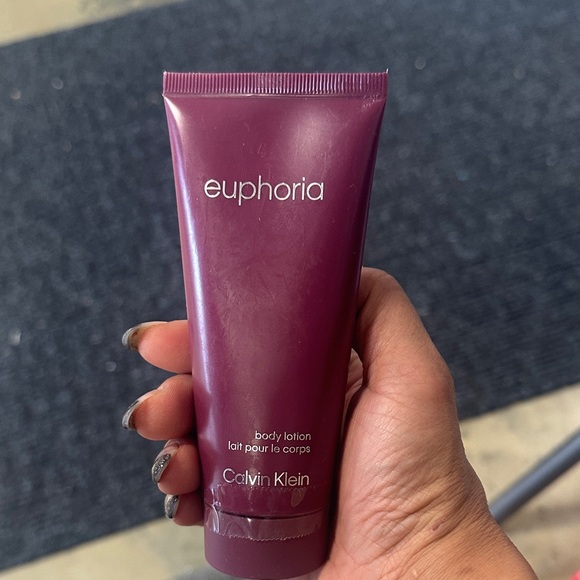 euphoria
body lotion
lait pour le corps
Calvin Klein